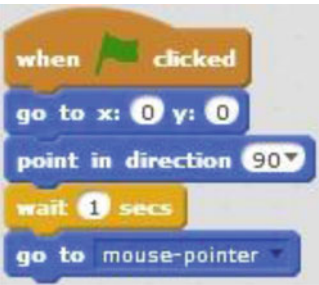 when clicked
go to x: 0 y: 0
point in direction 90
wait 1 secs
go to mouse-pointer